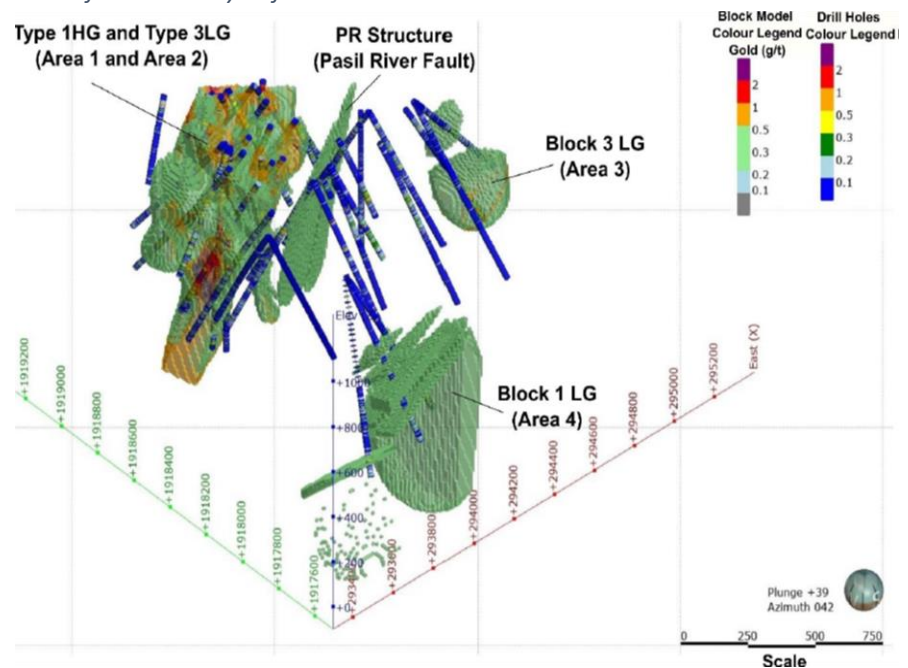 Type 1HG and Type 3LG
(Area 1 and Area 2)
PR Structure
(Pasil River Fault)
Block Model
Colour Legend
Gold (g/t)
2
1
0.5
0.3
0.2
0.1
Drill Holes
Colour Legend
2
1
0.5
0.3
0.2
0.1
Block 3 LG
(Area 3)
Elev
+1000
+800
+600
+400
+200
+0
Block 1 LG
(Area 4)
East (X)
+295200
+295000
+294800
+294600
+294400
+294200
+294000
+293800
+1919200
+1919000
+1918800
+1918600
+1918400
+1918200
+1918000
+1917800
+1917600
Plunge +39
Azimuth 042
0 250 500 750
Scale